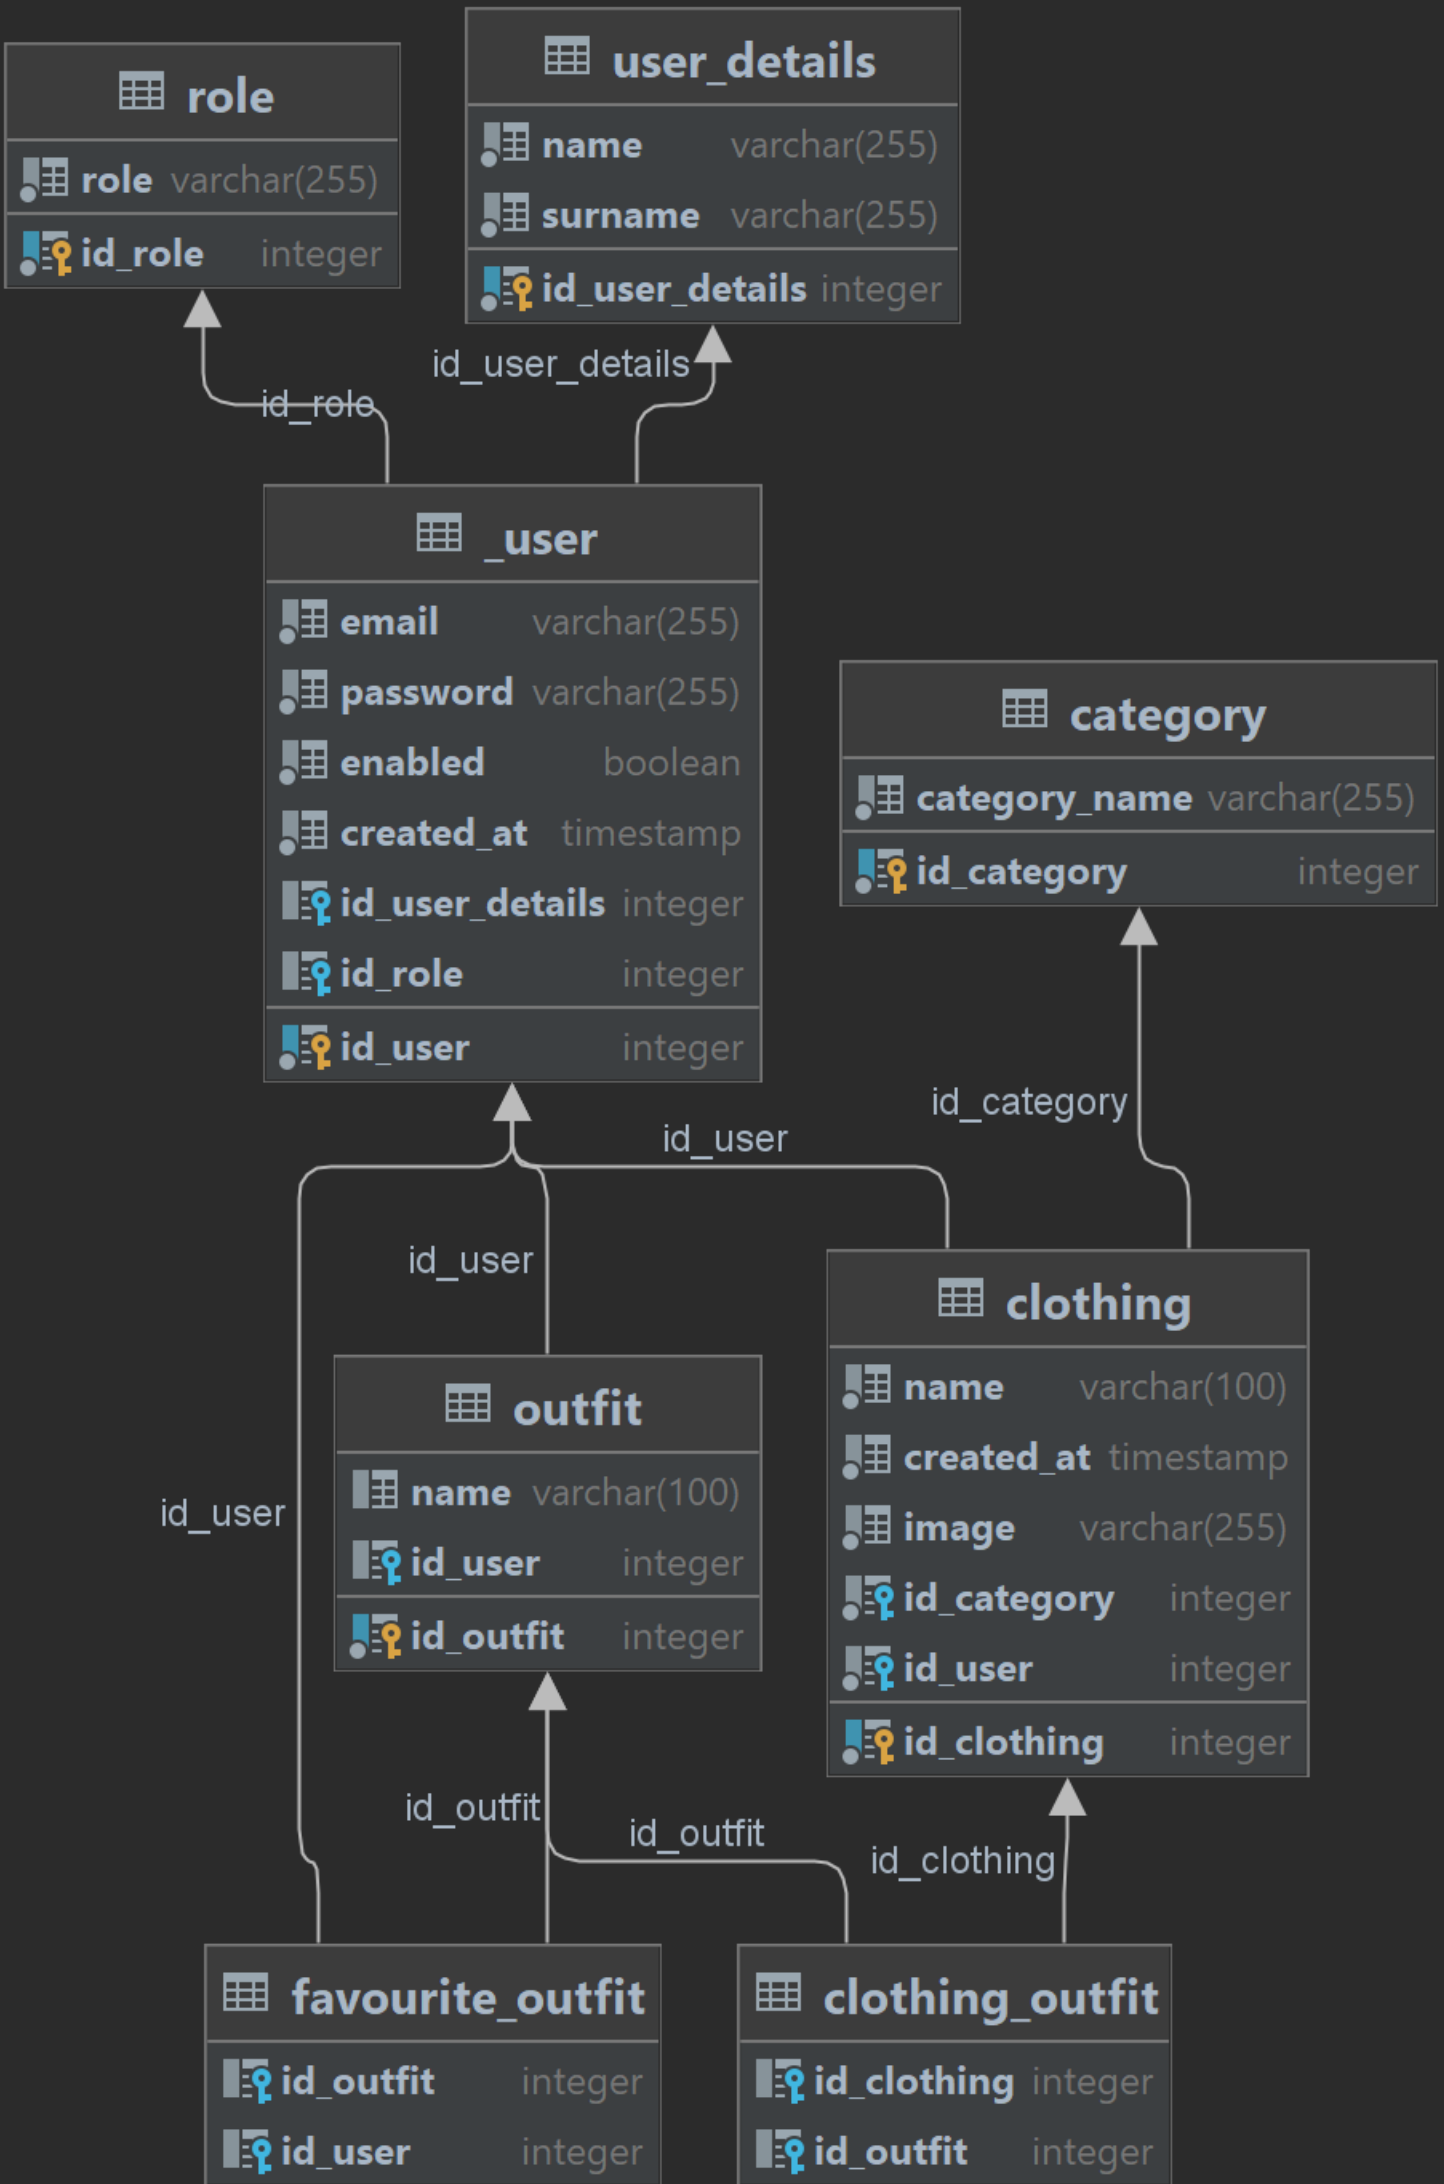 role
role varchar(255)
id_role integer
user_details
name varchar(255)
surname varchar(255)
id_user_details integer
id_user_details
id_role
_user
email varchar(255)
password varchar(255)
enabled boolean
created_at timestamp
id_user_details integer
id_role integer
id_user integer
category
category_name varchar(255)
id_category integer
id_category
id_user
id_user
id_user
outfit
name varchar(100)
id_user integer
id_outfit integer
clothing
name varchar(100)
created_at timestamp
image varchar(255)
id_category integer
id_user integer
id_clothing integer
id_outfit
id_outfit
id_clothing
favourite_outfit
id_outfit integer
id_user integer
clothing_outfit
id_clothing integer
id_outfit integer